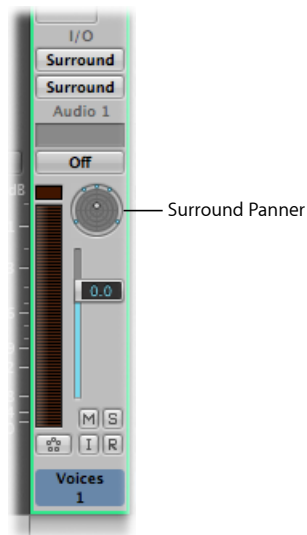 I/O
Surround
Surround
Audio 1
Off
dB
Surround Panner
0.0
M S
I R
Voices
1